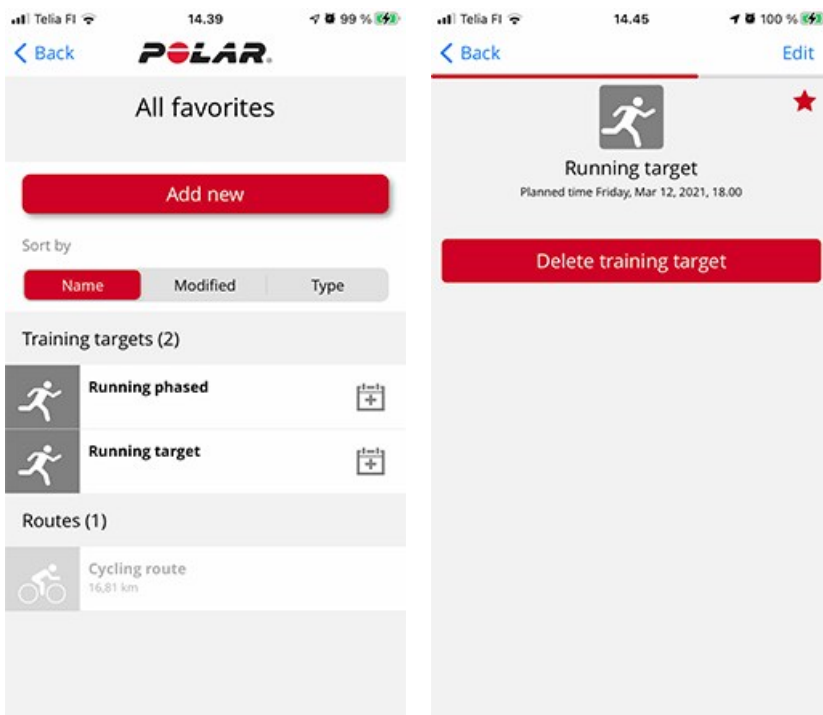 Telia FI 14.39 99 %
Back POLAR.
All favorites
Add new
Sort by
Name Modified Type
Training targets (2)
Running phased
Running target
Routes (1)
Cycling route
16,81 km
Telia FI 14.45 100 %
Back Edit
Running target
Planned time Friday, Mar 12, 2021, 18.00
Delete training target